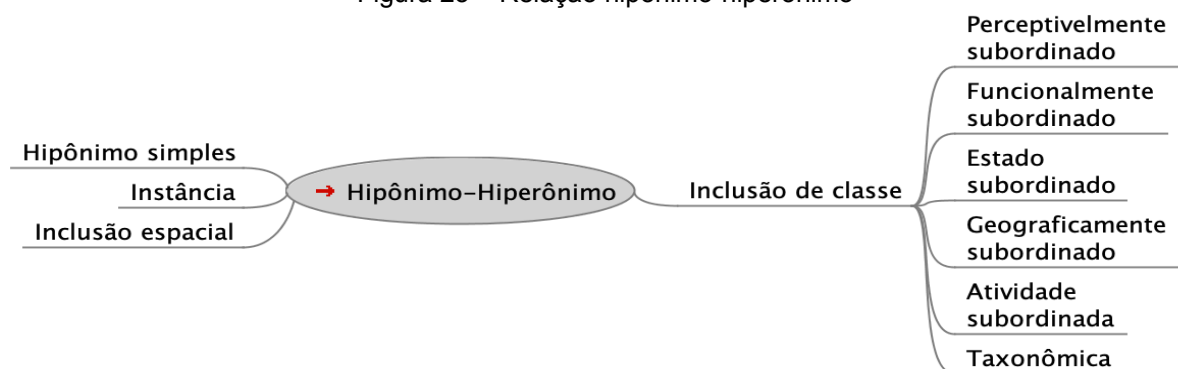 Perceptivelmente
subordinado
Funcionalmente
subordinado
Hipônimo simples
Estado
subordinado
Instância
➔ Hipônimo–Hiperônimo
Inclusão de classe
Inclusão espacial
Geograficamente
subordinado
Atividade
subordinada
Taxonômica